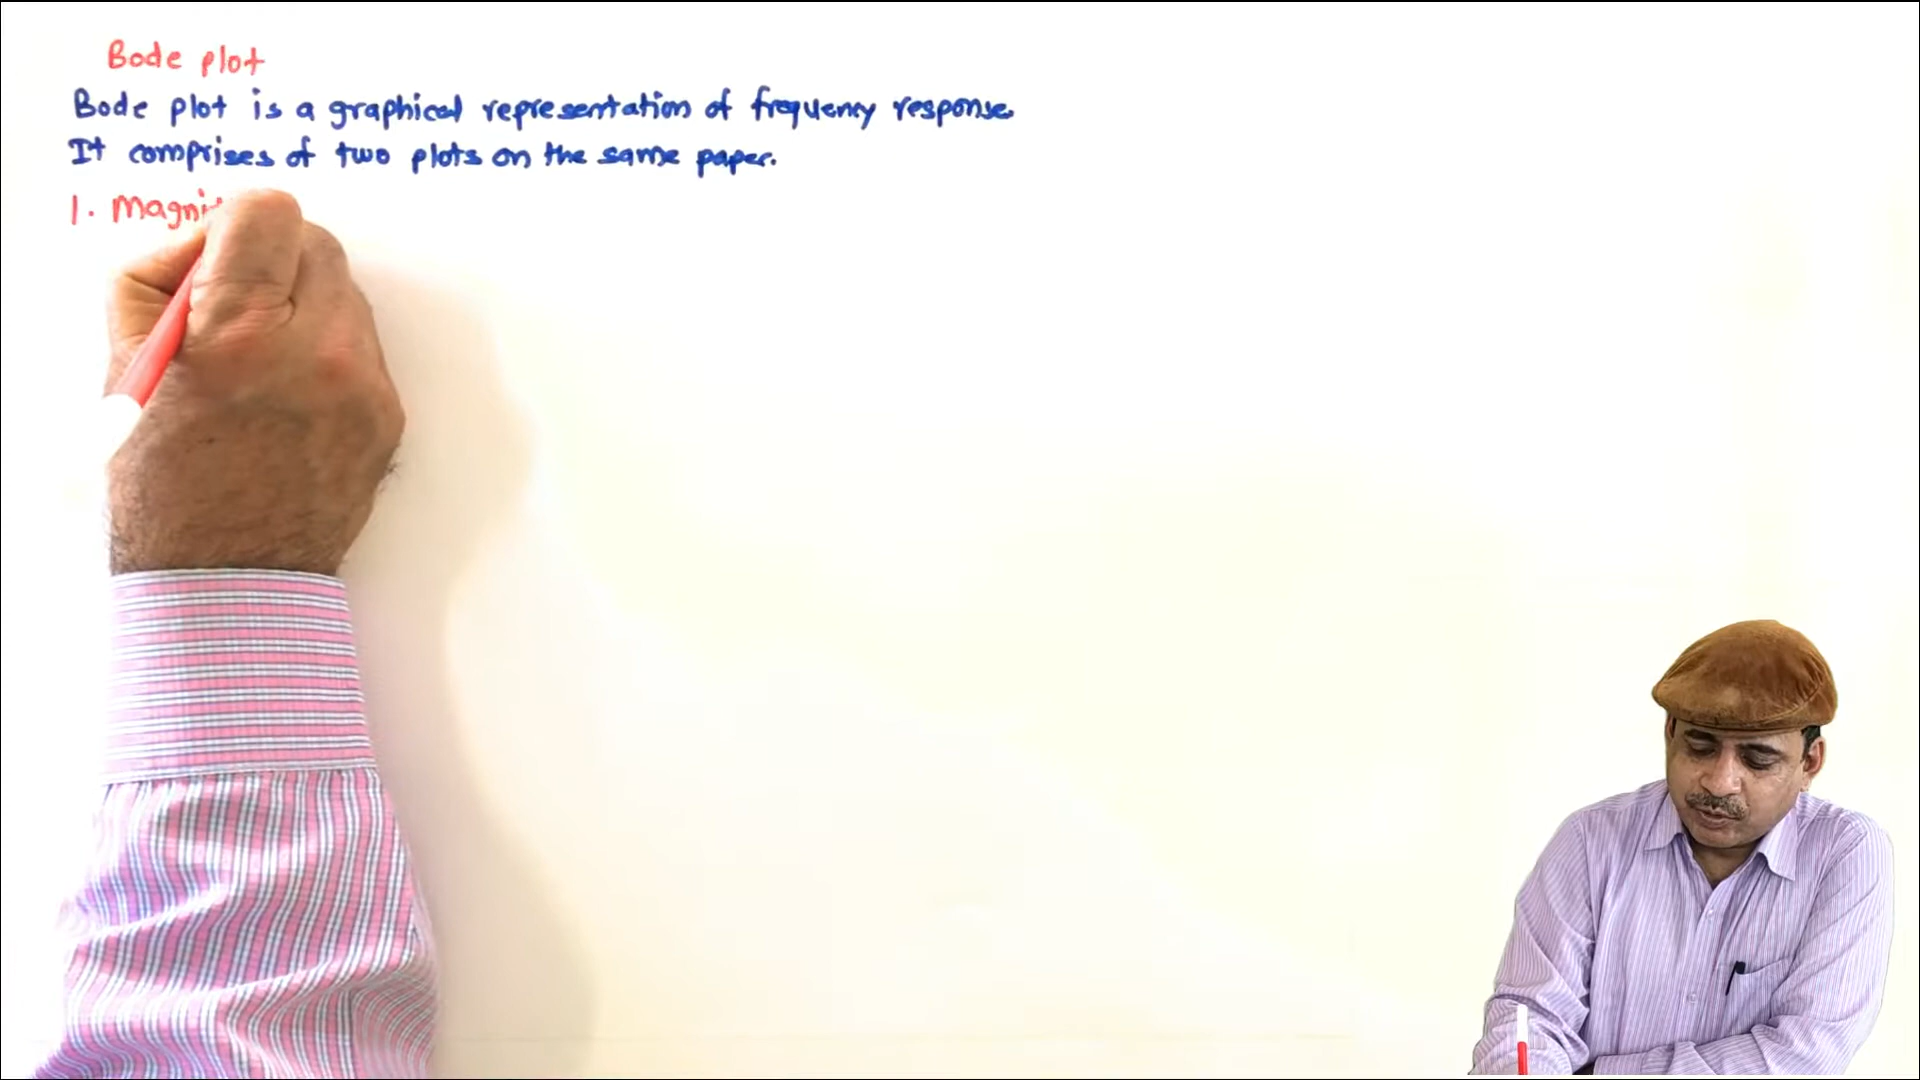 Bode plot
Bode plot is a graphical representation of frequency response.
It comprises of two plots on the same paper.
1. Magni